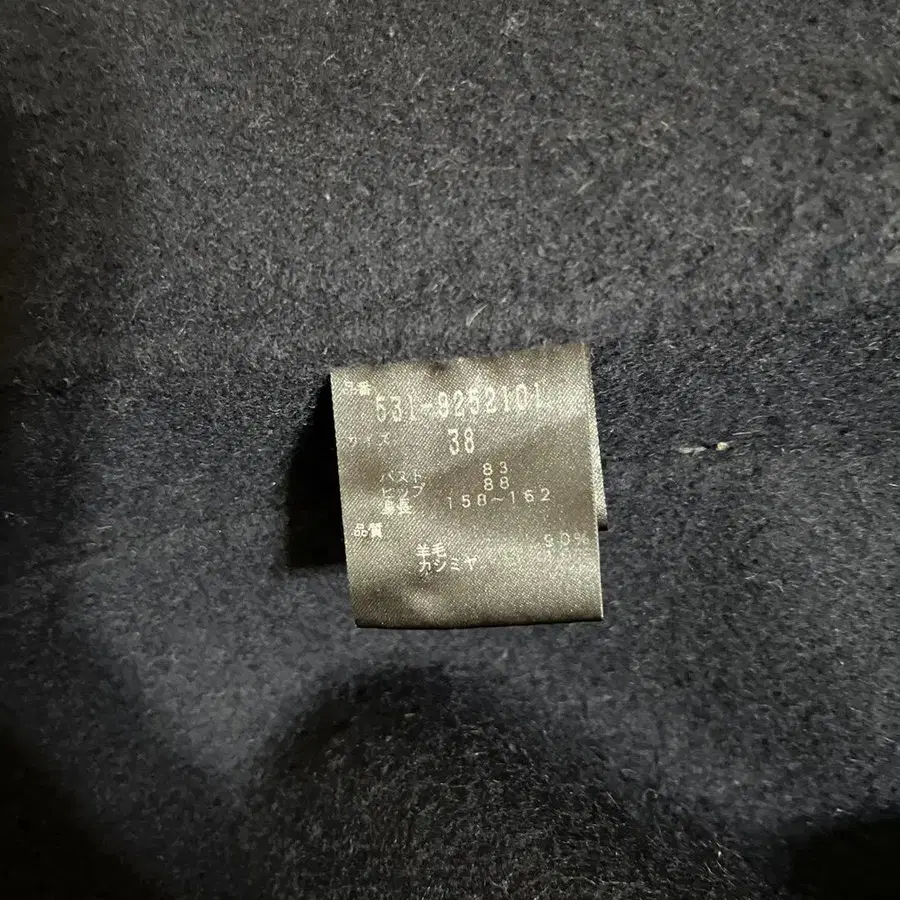 品番
531-9252101
サイズ 38
バスト 83
ヒップ 88
身長 158~162
品質
羊毛 90%
カシミヤ